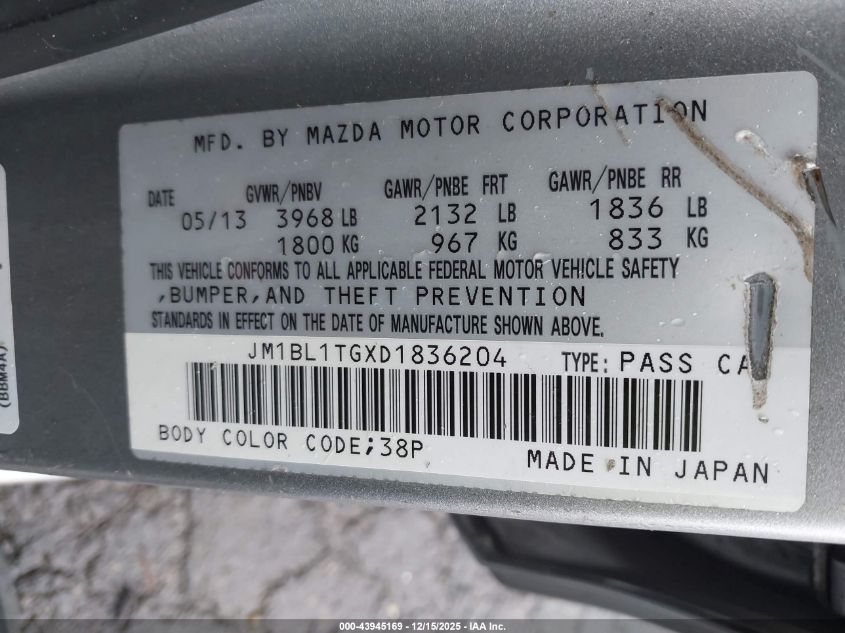 MFD. BY MAZDA MOTOR CORPORATION
DATE GVWR/PNBV GAWR/PNBE FRT GAWR/PNBE RR
05/13 3968 LB 2132 LB 1836 LB
1800 KG 967 KG 833 KG
THIS VEHICLE CONFORMS TO ALL APPLICABLE FEDERAL MOTOR VEHICLE SAFETY
,BUMPER,AND THEFT PREVENTION
STANDARDS IN EFFECT ON THE DATE OF MANUFACTURE SHOWN ABOVE.
JM1BL1TGXD1836204 TYPE: PASS CA
BODY COLOR CODE;38P
MADE IN JAPAN
(BBM4A)
000-43945169 - 12/15/2025 - IAA Inc.